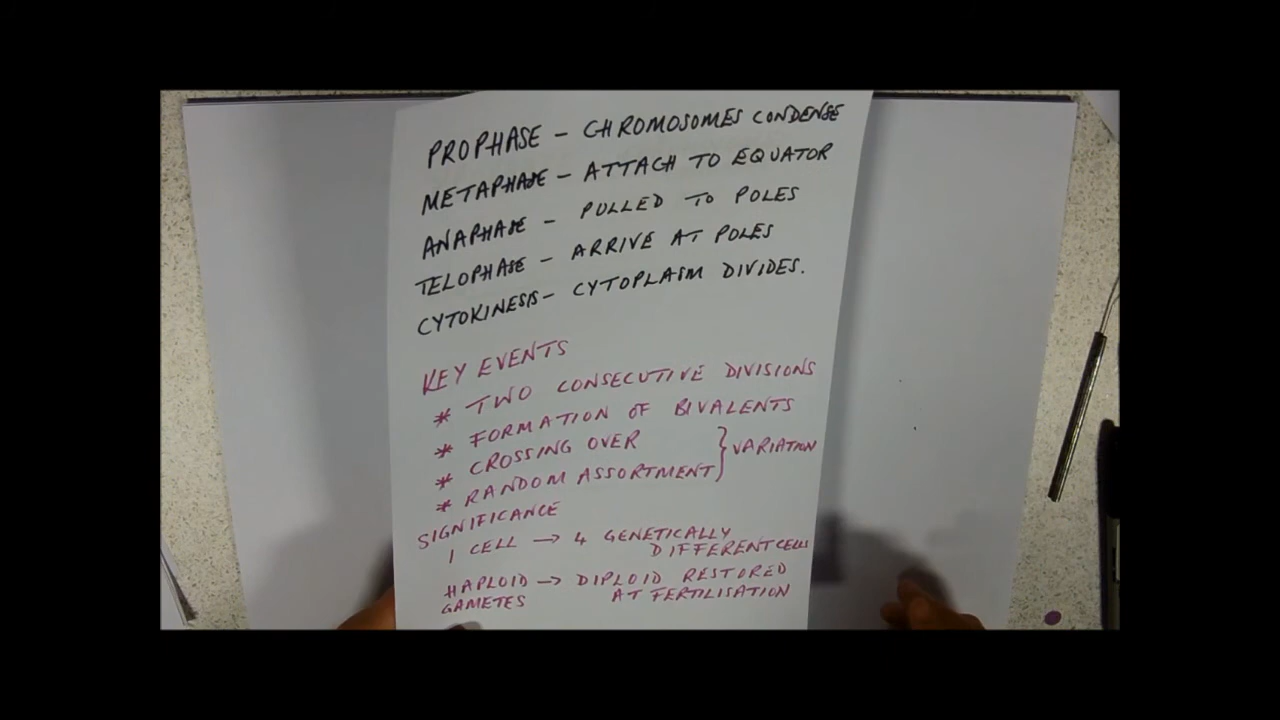 PROPHASE – CHROMOSOMES CONDENSE
METAPHASE – ATTACH TO EQUATOR
ANAPHASE – PULLED TO POLES
TELOPHASE – ARRIVE AT POLES
CYTOKINESIS – CYTOPLASM DIVIDES.
KEY EVENTS
* TWO CONSECUTIVE DIVISIONS
* FORMATION OF BIVALENTS
* CROSSING OVER
* RANDOM ASSORTMENT } VARIATION
SIGNIFICANCE
1 CELL → 4 GENETICALLY
DIFFERENT CELLS
HAPLOID → DIPLOID RESTORED
GAMETES AT FERTILISATION